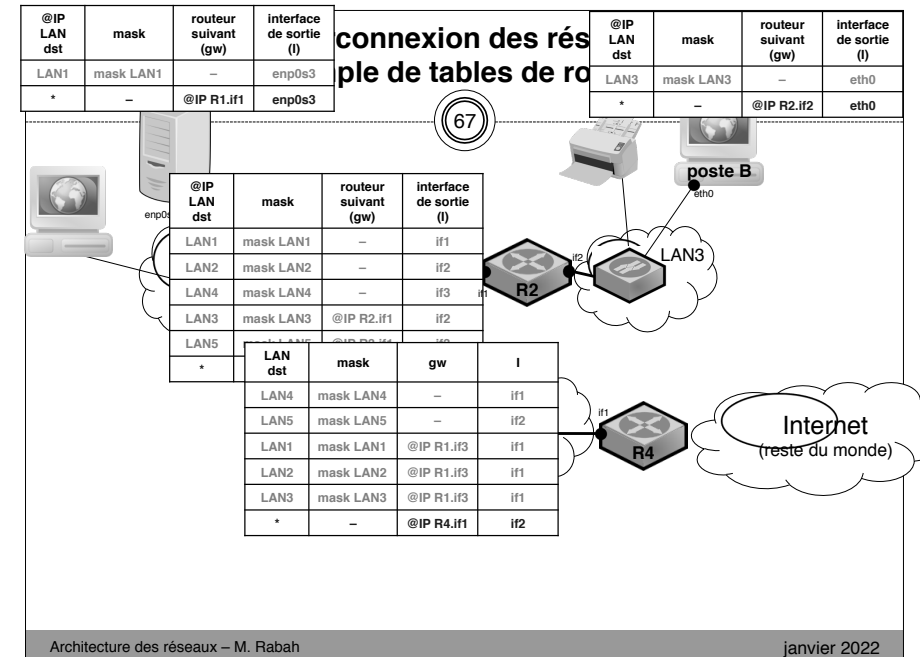 @IP LAN dst mask routeur suivant (gw) interface de sortie (I)
LAN1 mask LAN1 – enp0s3
* – @IP R1.if1 enp0s3
connexion des rés
ple de tables de ro
@IP LAN dst mask routeur suivant (gw) interface de sortie (I)
LAN3 mask LAN3 – eth0
* – @IP R2.if2 eth0
67
poste B
eth0
enp0s
@IP LAN dst mask routeur suivant (gw) interface de sortie (I)
LAN1 mask LAN1 – if1
LAN2 mask LAN2 – if2
LAN4 mask LAN4 – if3
LAN3 mask LAN3 @IP R2.if1 if2
LAN5
*
if1
R2
if2
LAN3
LAN dst mask gw I
LAN4 mask LAN4 – if1
LAN5 mask LAN5 – if2
LAN1 mask LAN1 @IP R1.if3 if1
LAN2 mask LAN2 @IP R1.if3 if1
LAN3 mask LAN3 @IP R1.if3 if1
* – @IP R4.if1 if2
if1
R4
Internet
(reste du monde)
Architecture des réseaux – M. Rabah
janvier 2022